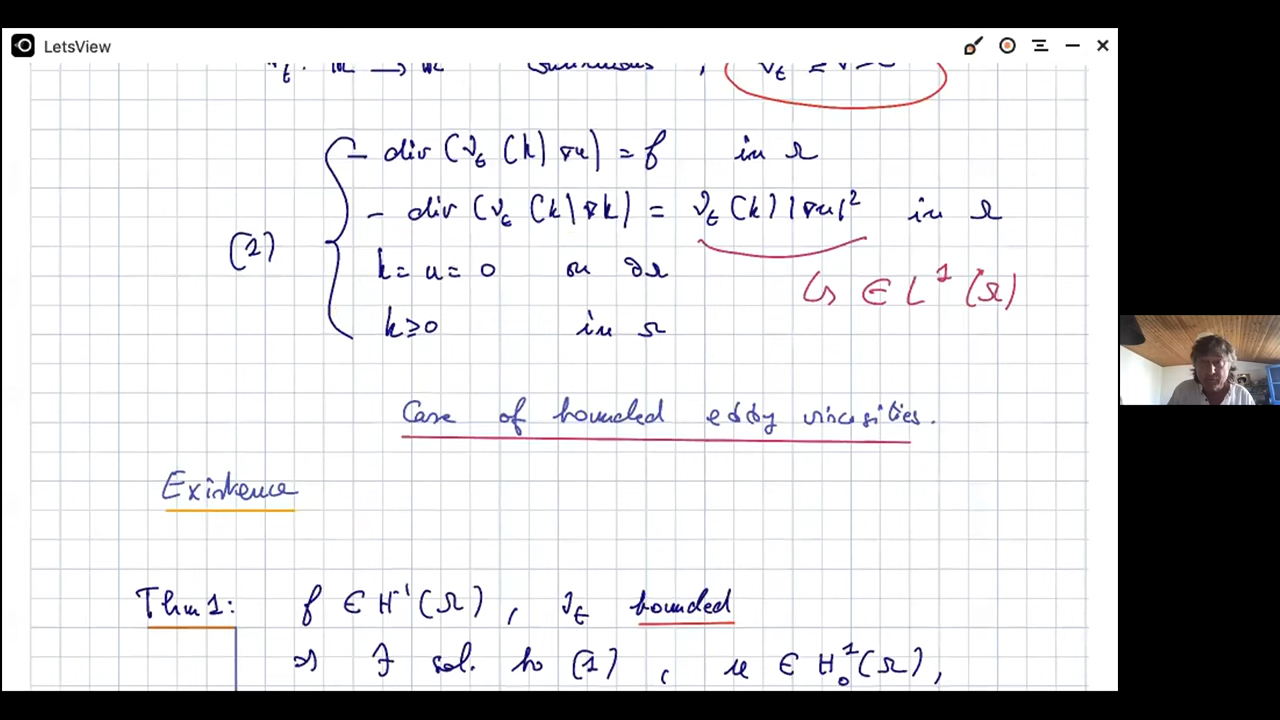 LetsView
- div (ν_t (k) ∇u) = f in Ω
- div (ν_t (k) ∇k) = ν_t (k) |∇u|² in Ω
(1)
k = u = 0 on ∂Ω
↳ ∈ L¹ (Ω)
k ≥ 0 in Ω
Case of bounded eddy viscosities.
Existence
Thm 1: f ∈ H⁻¹(Ω), ν_t bounded
⇒ ∃ sol. to (1), u ∈ H¹₀(Ω),